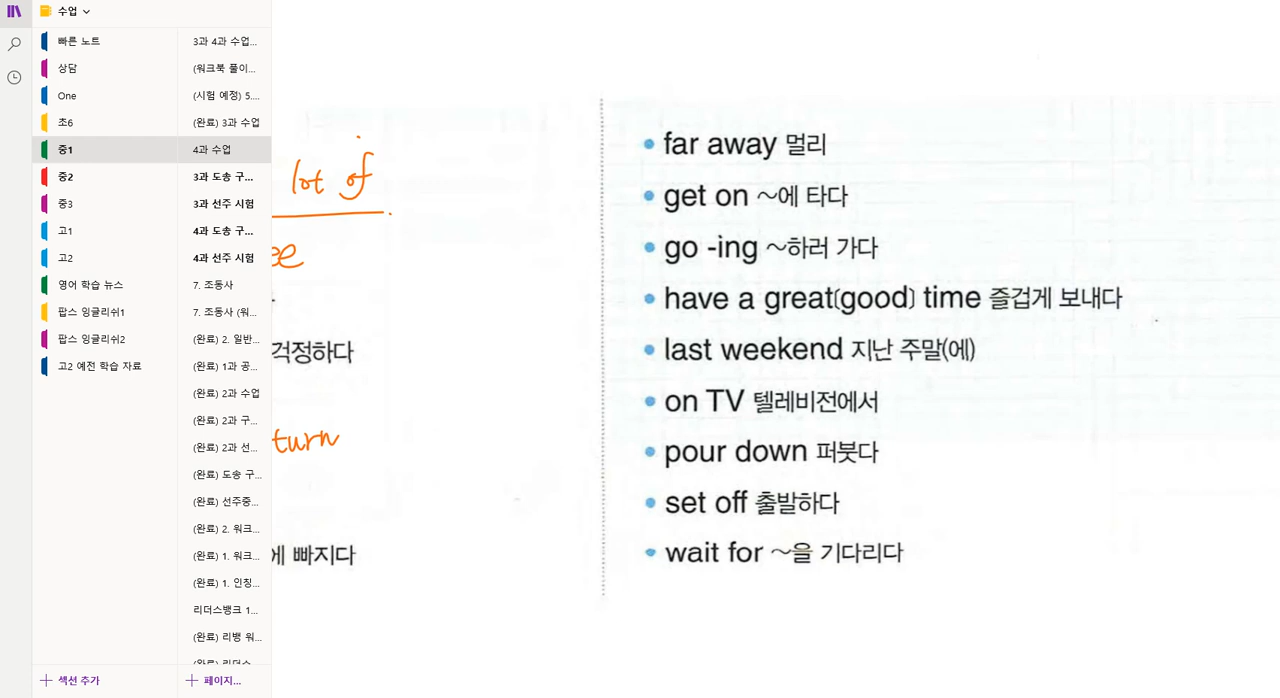 수업
빠른 노트
상담
One
초6
중1
중2
중3
고1
고2
영어 학습 뉴스
팝스 잉글리쉬1
팝스 잉글리쉬2
고2 예전 학습 자료
섹션 추가
3과 4과 수업...
(워크북 풀이...
(시험 예정) 5....
(완료) 3과 수업
4과 수업
3과 도송 구...
3과 선주 시험
4과 도송 구...
4과 선주 시험
7. 조동사
7. 조동사 (워...
(완료) 2. 일반...
(완료) 1과 공...
(완료) 2과 수업
(완료) 2과 구...
(완료) 2과 선...
(완료) 도송 구...
(완료) 선주중...
(완료) 2. 워크...
(완료) 1. 워크...
(완료) 1. 인칭...
리더스뱅크 1...
(완료) 리뱅 워...
(완료) 리더스
페이지...
lot of
ee
걱정하다
turn
에 빠지다
• far away 멀리
• get on ～에 타다
• go -ing ～하러 가다
• have a great(good) time 즐겁게 보내다
• last weekend 지난 주말(에)
• on TV 텔레비전에서
• pour down 퍼붓다
• set off 출발하다
• wait for ～을 기다리다